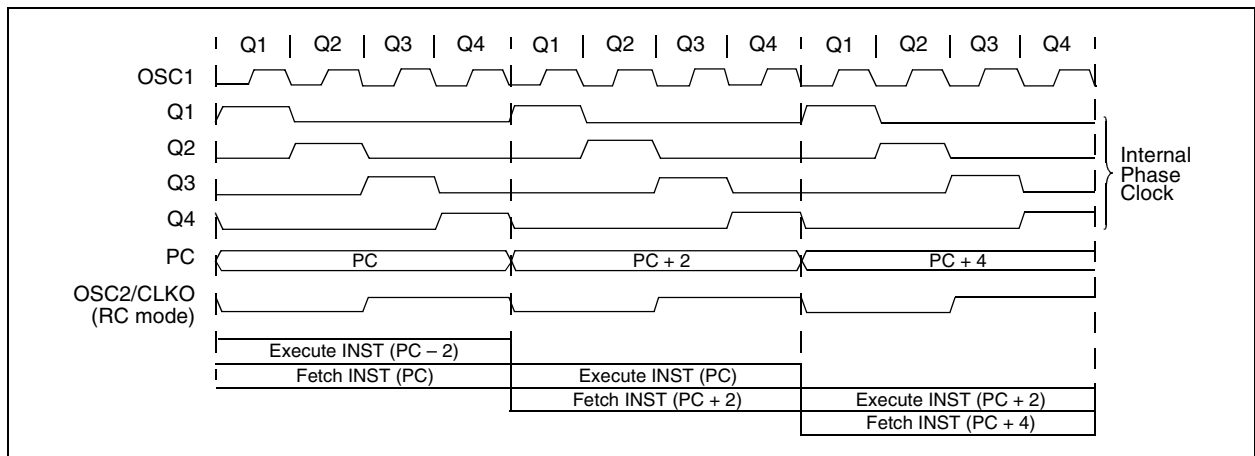 Q1 Q2 Q3 Q4 Q1 Q2 Q3 Q4 Q1 Q2 Q3 Q4
OSC1
Q1
Q2
Q3
Q4
Internal
Phase
Clock
PC
PC
PC + 2
PC + 4
OSC2/CLKO
(RC mode)
Execute INST (PC – 2)
Fetch INST (PC)
Execute INST (PC)
Fetch INST (PC + 2)
Execute INST (PC + 2)
Fetch INST (PC + 4)